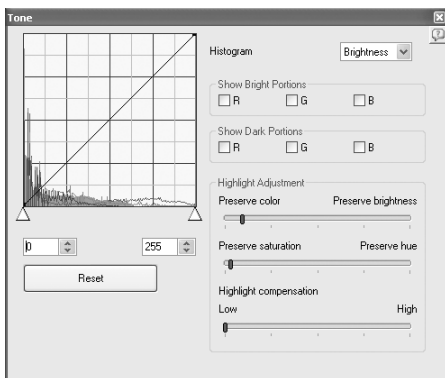 Tone
Histogram
Brightness
Show Bright Portions
R G B
Show Dark Portions
R G B
Highlight Adjustment
Preserve color Preserve brightness
Preserve saturation Preserve hue
Highlight compensation
Low High
0 255
Reset